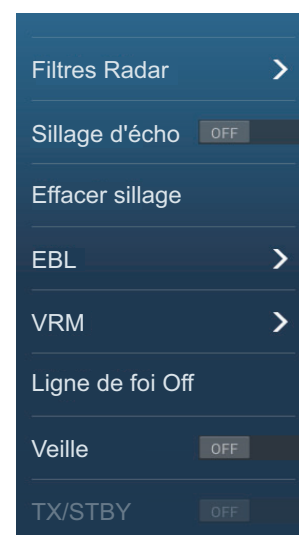 Filtres Radar
Sillage d'écho OFF
Effacer sillage
EBL
VRM
Ligne de foi Off
Veille OFF
TX/STBY OFF